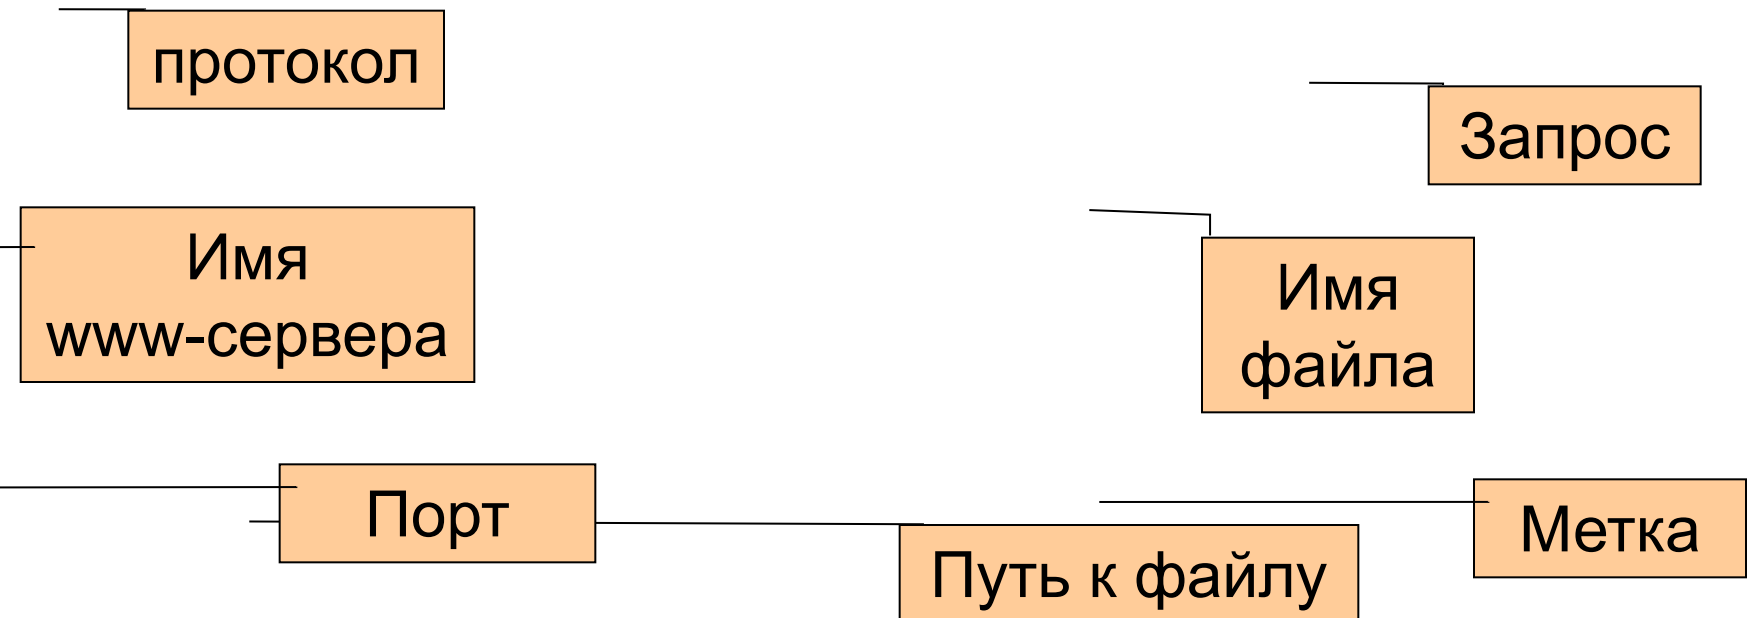 протокол
Запрос
Имя
www-сервера
Имя
файла
Порт
Метка
Путь к файлу